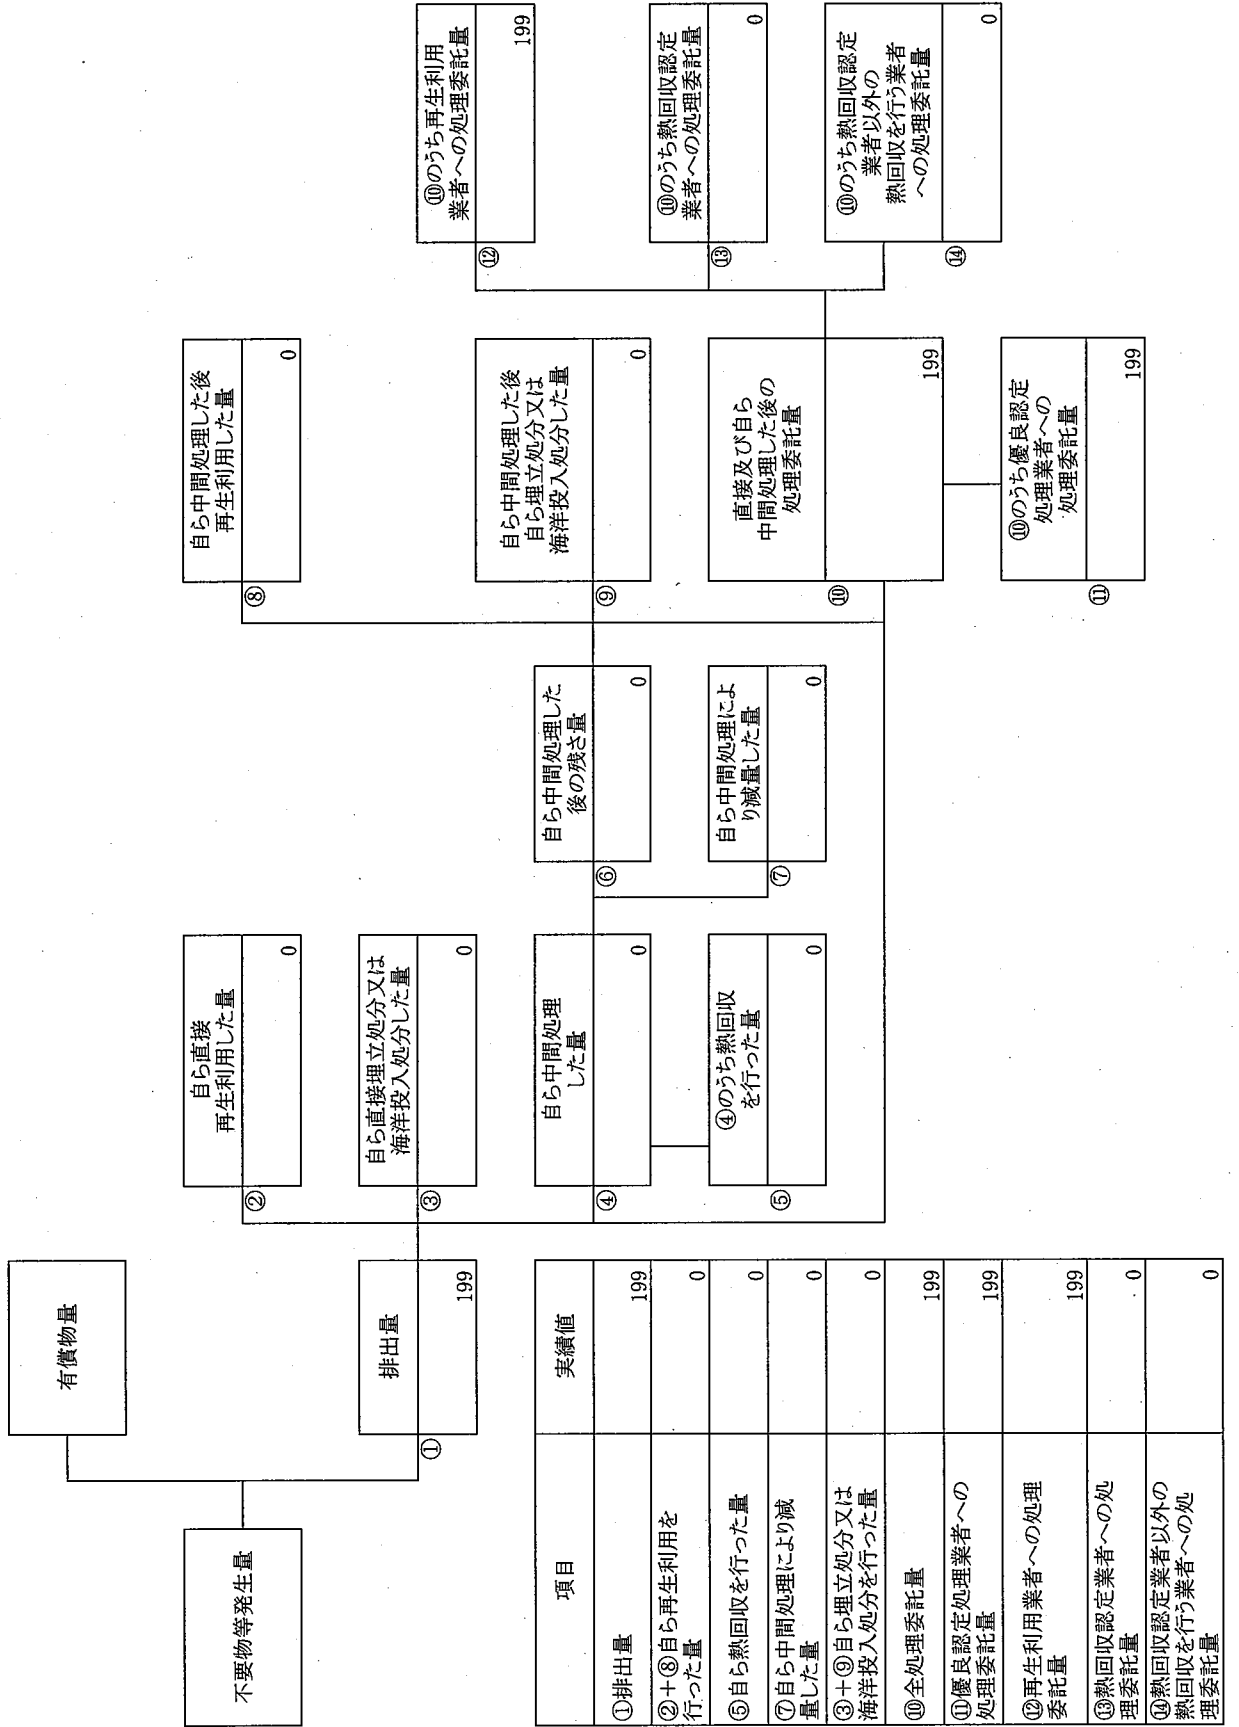 不要物等発生量
有償物量
①
排出量
199
②
自ら直接
再生利用した量
0
③
自ら直接埋立処分又は
海洋投入処分した量
0
④
自ら中間処理
した量
0
⑤
④のうち熱回収
を行った量
0
⑥
自ら中間処理した
後の残さ量
0
⑦
自ら中間処理によ
り減量した量
0
⑧
自ら中間処理した後
再生利用した量
0
⑨
自ら中間処理した後
自ら埋立処分又は
海洋投入処分した量
0
⑩
直接及び自ら
中間処理した後の
処理委託量
199
⑪
⑩のうち優良認定
処理業者への
処理委託量
199
⑫
⑩のうち再生利用
業者への処理委託量
199
⑬
⑩のうち熱回収認定
業者への処理委託量
0
⑭
⑩のうち熱回収認定
業者以外の
熱回収を行う業者
への処理委託量
0
項目 実績値
①排出量 199
②+⑧自ら再生利用を
行った量 0
⑤自ら熱回収を行った量 0
⑦自ら中間処理により減
量した量 0
③+⑨自ら埋立処分又は
海洋投入処分を行った量 0
⑩全処理委託量 199
⑪優良認定処理業者への
処理委託量 199
⑫再生利用業者への処理
委託量 199
⑬熱回収認定業者への処
理委託量 0
⑭熱回収認定業者以外の
熱回収を行う業者への処
理委託量 0